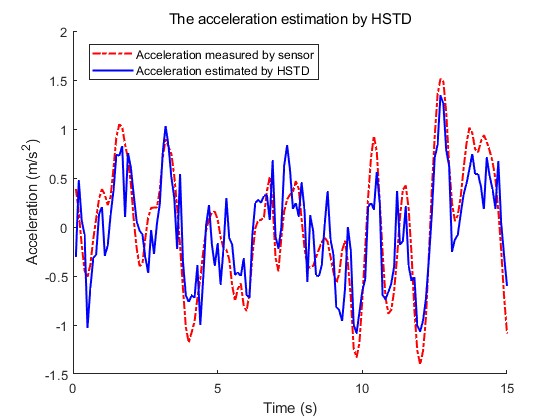 The acceleration estimation by HSTD
Acceleration measured by sensor
Acceleration estimated by HSTD
Acceleration (m/s²)
2
1.5
1
0.5
0
-0.5
-1
-1.5
0
5
10
15
Time (s)